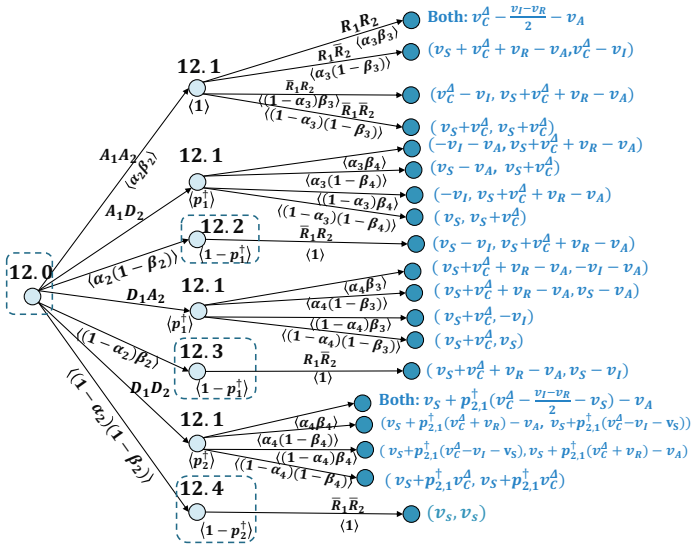 R₁R₂
⟨α₃β₃⟩
Both: v_C^Δ − (v_I−v_R)/2 − v_A
R₁R̅₂
⟨α₃(1−β₃)⟩
(v_S + v_C^Δ + v_R − v_A, v_C^Δ − v_I)
12.1
⟨1⟩
R̅₁R₂
⟨(1−α₃)β₃⟩
(v_C^Δ − v_I, v_S+v_C^Δ + v_R − v_A)
R̅₁R̅₂
⟨(1−α₃)(1−β₃)⟩
( v_S+v_C^Δ, v_S+v_C^Δ)
A₁A₂
⟨α₂β₂⟩
12.1
⟨p₁^†⟩
⟨α₃β₄⟩
(−v_I − v_A, v_S+v_C^Δ + v_R − v_A)
⟨α₃(1−β₄)⟩
(v_S − v_A, v_S+v_C^Δ)
⟨(1−α₃)β₄⟩
(−v_I, v_S+v_C^Δ + v_R − v_A)
⟨(1−α₃)(1−β₄)⟩
(v_S, v_S+v_C^Δ)
A₁D₂
⟨α₂(1−β₂)⟩
12.2
⟨1−p₁^†⟩
R̅₁R₂
⟨1⟩
(v_S − v_I, v_S+v_C^Δ + v_R − v_A)
12.0
D₁A₂
⟨(1−α₂)β₂⟩
12.1
⟨p₁^†⟩
⟨α₄β₃⟩
( v_S+v_C^Δ + v_R − v_A, −v_I − v_A)
⟨α₄(1−β₃)⟩
( v_S+v_C^Δ + v_R − v_A, v_S − v_A)
⟨(1−α₄)β₃⟩
(v_S+v_C^Δ, −v_I)
⟨(1−α₄)(1−β₃)⟩
(v_S+v_C^Δ, v_S)
12.3
⟨1−p₁^†⟩
R₁R̅₂
⟨1⟩
( v_S+v_C^Δ + v_R − v_A, v_S − v_I)
D₁D₂
⟨(1−α₂)(1−β₂)⟩
12.1
⟨p₂^†⟩
⟨α₄β₄⟩
Both: v_S + p_{2,1}^†(v_C^Δ − (v_I−v_R)/2 − v_S) − v_A
⟨α₄(1−β₄)⟩
(v_S + p_{2,1}^†(v_C^Δ + v_R) − v_A, v_S+p_{2,1}^†(v_C^Δ−v_I − v_S))
⟨(1−α₄)β₄⟩
(v_S+p_{2,1}^†(v_C^Δ−v_I − v_S),v_S + p_{2,1}^†(v_C^Δ + v_R) − v_A)
⟨(1−α₄)(1−β₄)⟩
(v_S+p_{2,1}^†v_C^Δ, v_S+p_{2,1}^†v_C^Δ)
12.4
⟨1−p₂^†⟩
R̅₁R̅₂
⟨1⟩
(v_S, v_S)